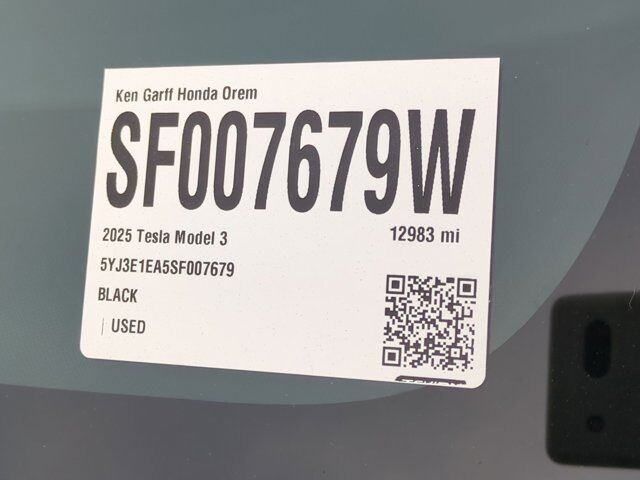 Ken Garff Honda Orem
SF007679W
2025 Tesla Model 3 12983 mi
5YJ3E1EA5SF007679
BLACK
| USED